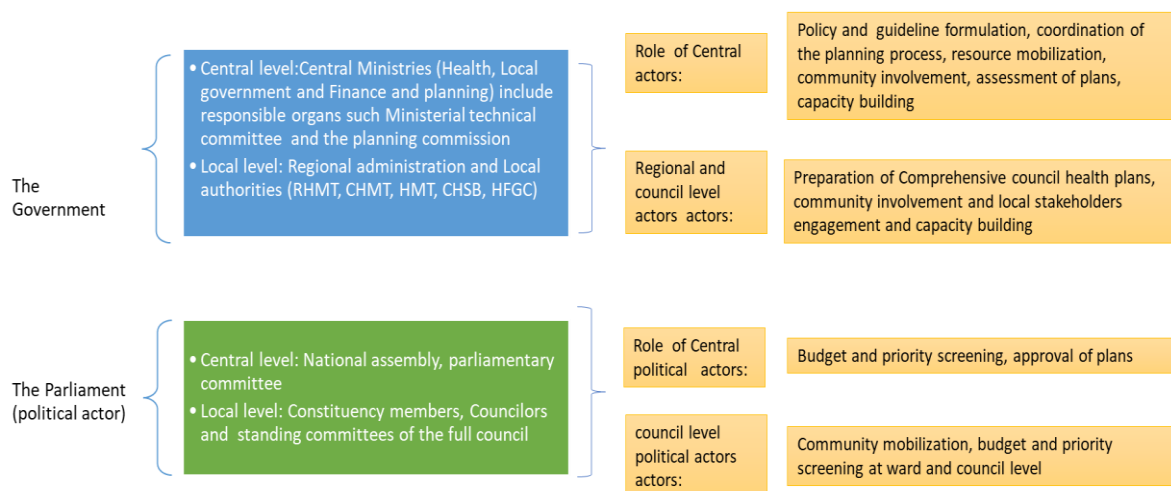 The
Government
• Central level:Central Ministries (Health, Local
government and Finance and planning) include
responsible organs such Ministerial technical
committee and the planning commission
• Local level: Regional administration and Local
authorities (RHMT, CHMT, HMT, CHSB, HFGC)
Role of Central
actors:
Policy and guideline formulation, coordination of
the planning process, resource mobilization,
community involvement, assessment of plans,
capacity building
Regional and
council level
actors actors:
Preparation of Comprehensive council health plans,
community involvement and local stakeholders
engagement and capacity building
The Parliament
(political actor)
• Central level: National assembly, parliamentary
committee
• Local level: Constituency members, Councilors
and standing committees of the full council
Role of Central
political actors:
Budget and priority screening, approval of plans
council level
political actors
actors:
Community mobilization, budget and priority
screening at ward and council level